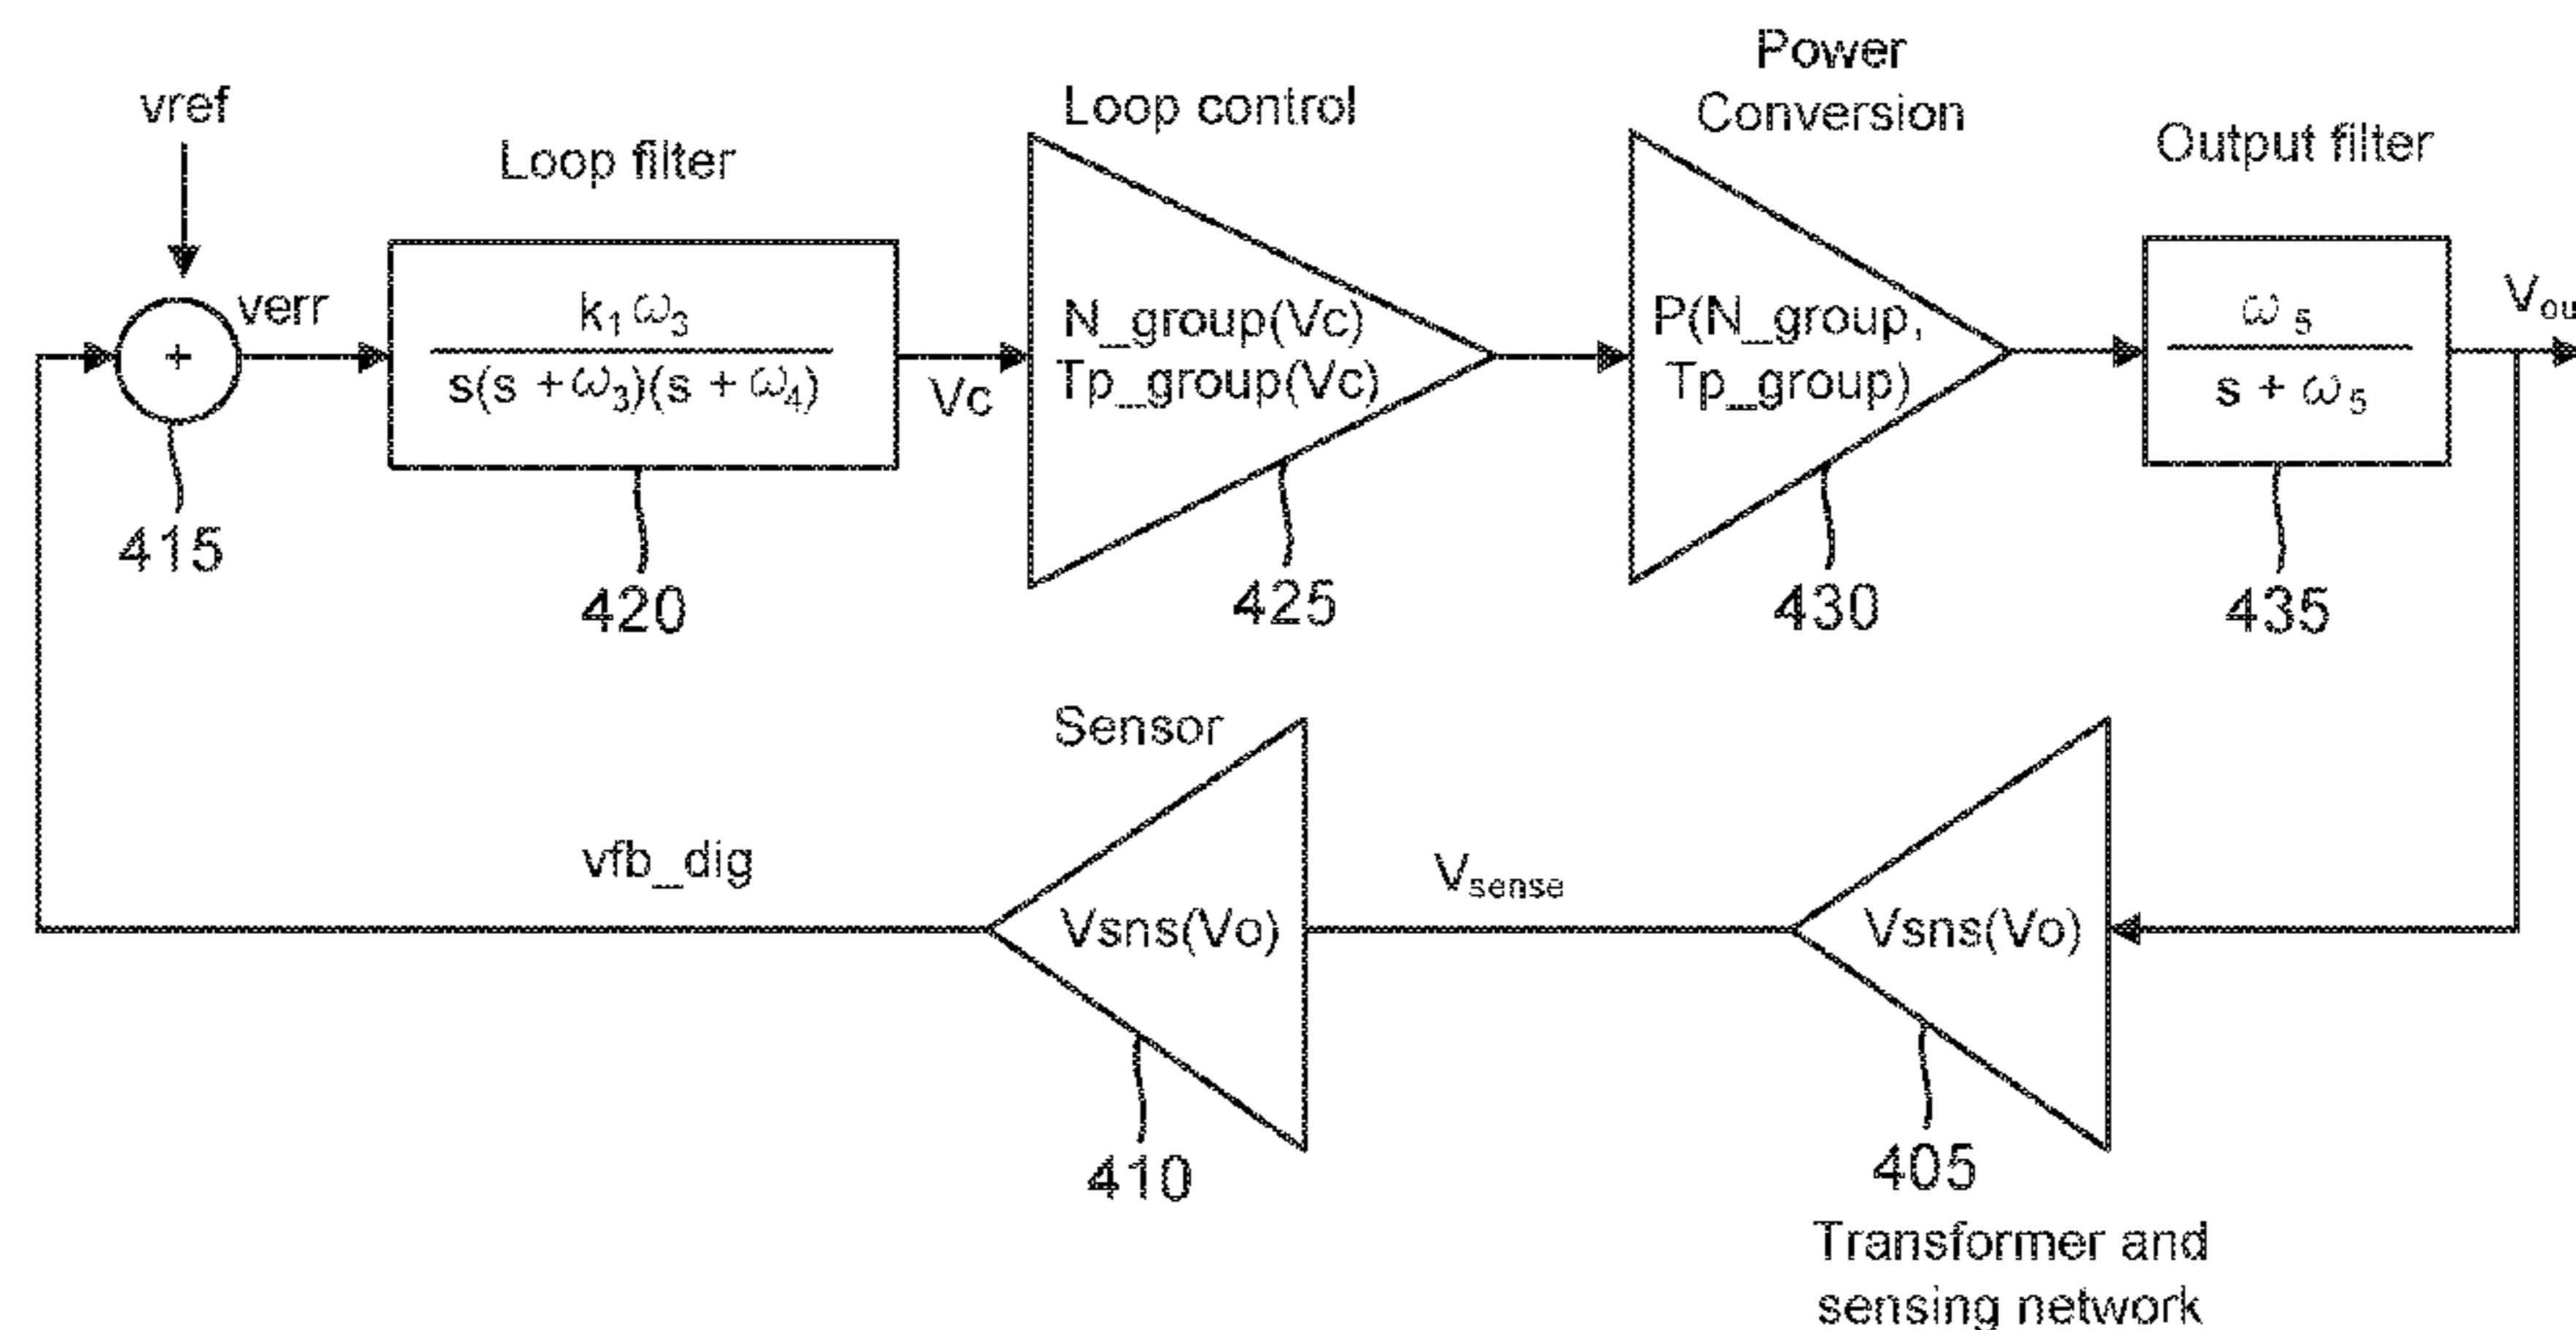 Power
Conversion
Loop control
vref
Loop filter
Output filter
verr
k₁ω₃
s(s + ω₃)(s + ω₄)
Vc
N_group(Vc)
Tp_group(Vc)
P(N_group,
Tp_group)
ω₅
s + ω₅
Vou
+
415
420
425
430
435
Sensor
vfb_dig
Vsns(Vo)
Vsense
Vsns(Vo)
410
405
Transformer and
sensing network